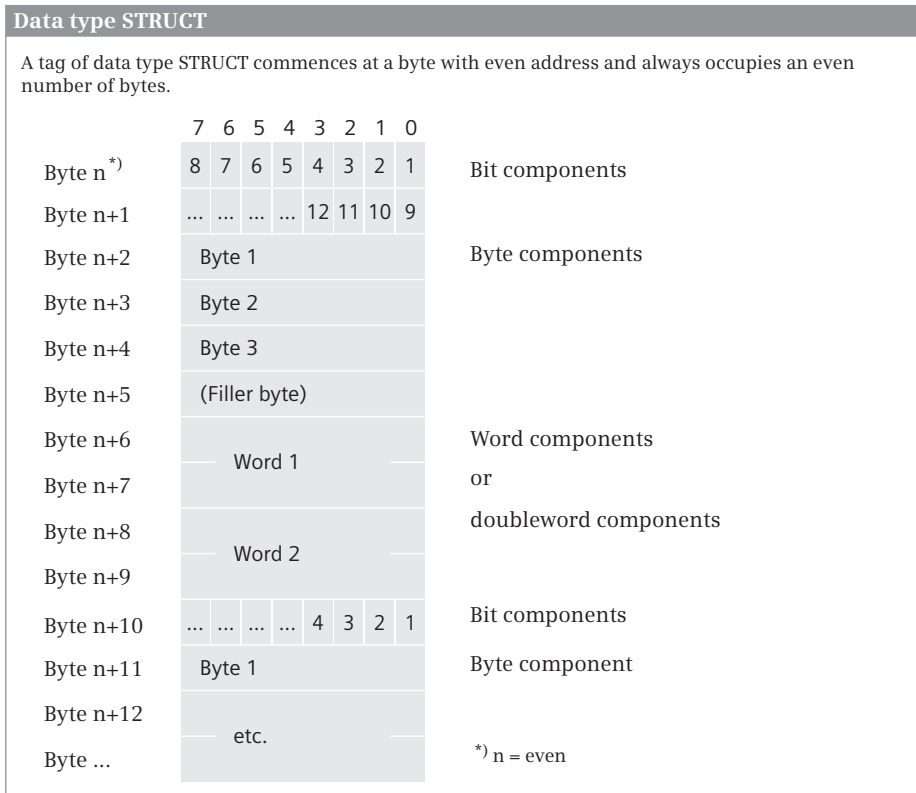 Data type STRUCT
A tag of data type STRUCT commences at a byte with even address and always occupies an even
number of bytes.
7 6 5 4 3 2 1 0
Byte n*) 8 7 6 5 4 3 2 1 Bit components
Byte n+1 ... ... ... ... 12 11 10 9
Byte n+2 Byte 1 Byte components
Byte n+3 Byte 2
Byte n+4 Byte 3
Byte n+5 (Filler byte)
Byte n+6 Word components
Word 1
Byte n+7 or
Byte n+8 doubleword components
Word 2
Byte n+9
Byte n+10 ... ... ... ... 4 3 2 1 Bit components
Byte n+11 Byte 1 Byte component
Byte n+12
etc.
Byte ... *) n = even